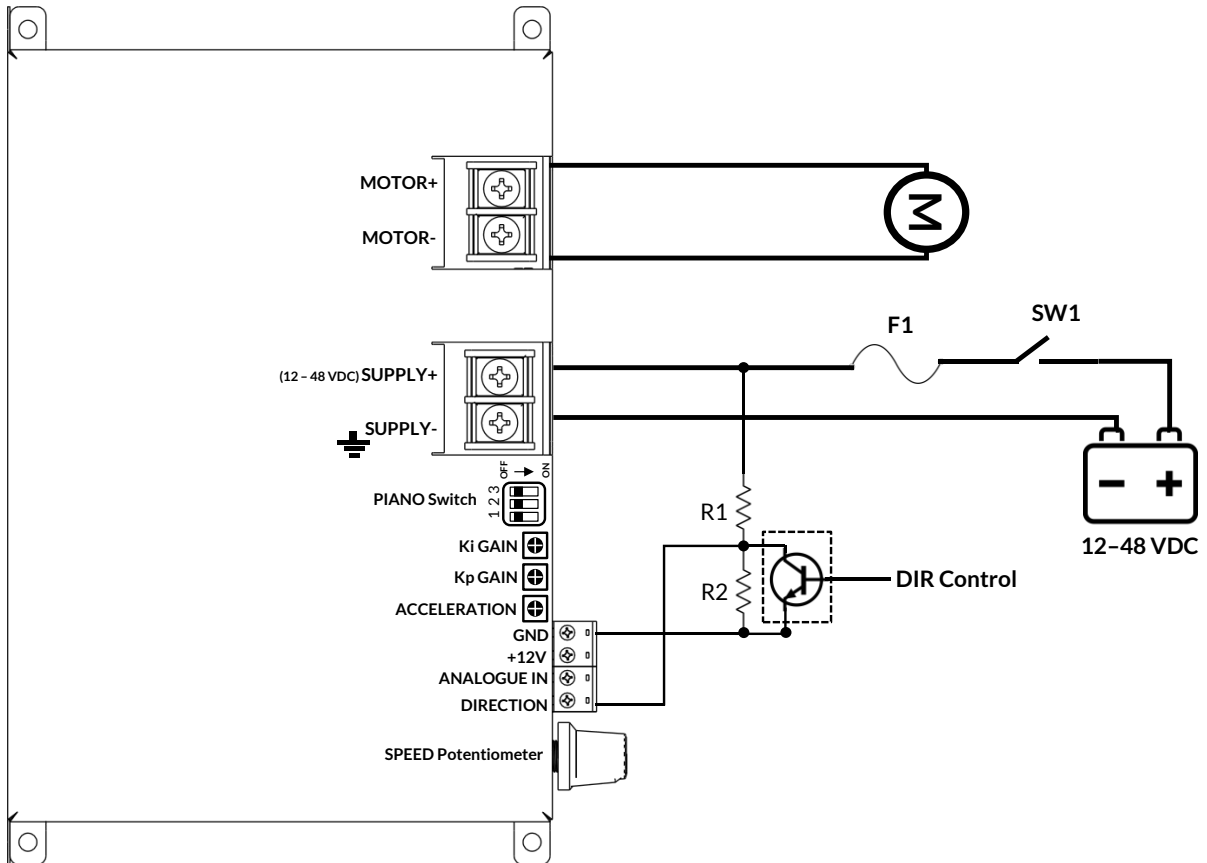 MOTOR+
M
MOTOR-
SW1
F1
(12 – 48 VDC) SUPPLY+
SUPPLY-
OFF
ON
PIANO Switch
1 2 3
R1
12–48 VDC
Ki GAIN
Kp GAIN
DIR Control
R2
ACCELERATION
GND
+12V
ANALOGUE IN
DIRECTION
SPEED Potentiometer